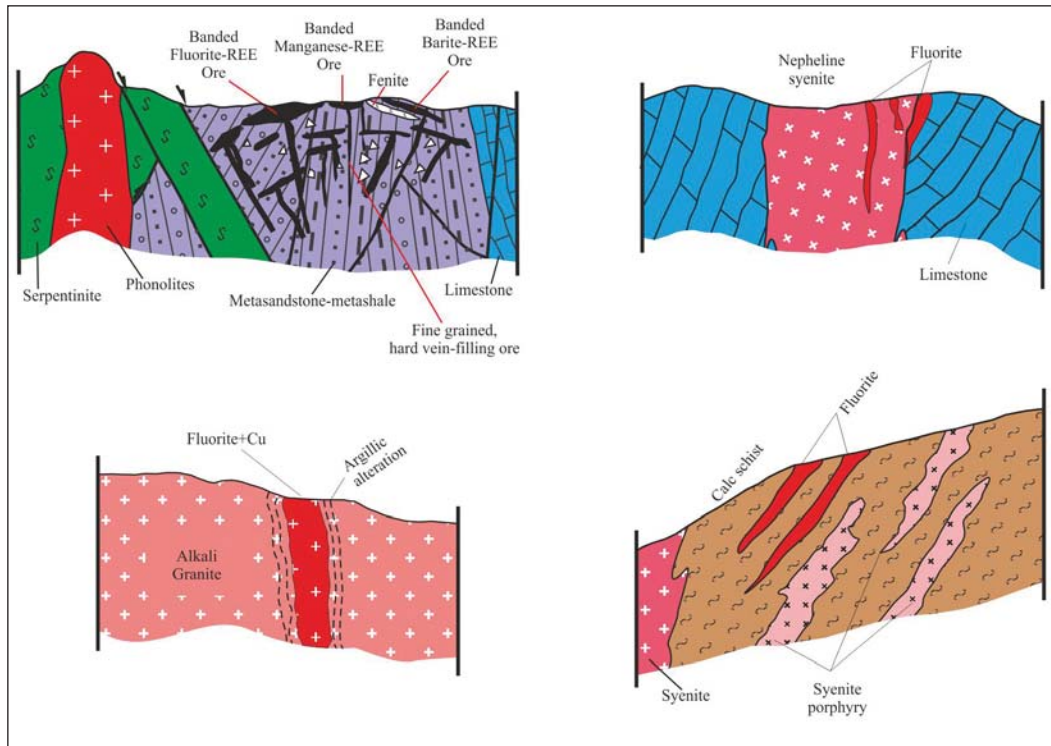 Banded
Fluorite-REE
Ore
Banded
Manganese-REE
Ore
Fenite
Banded
Barite-REE
Ore
Serpentinite
Phonolites
Metasandstone-metashale
Limestone
Fine grained,
hard vein-filling ore
Nepheline
syenite
Fluorite
Limestone
Fluorite+Cu
Argillic
alteration
Alkali
Granite
Calc schist
Fluorite
Syenite
Syenite
porphyry